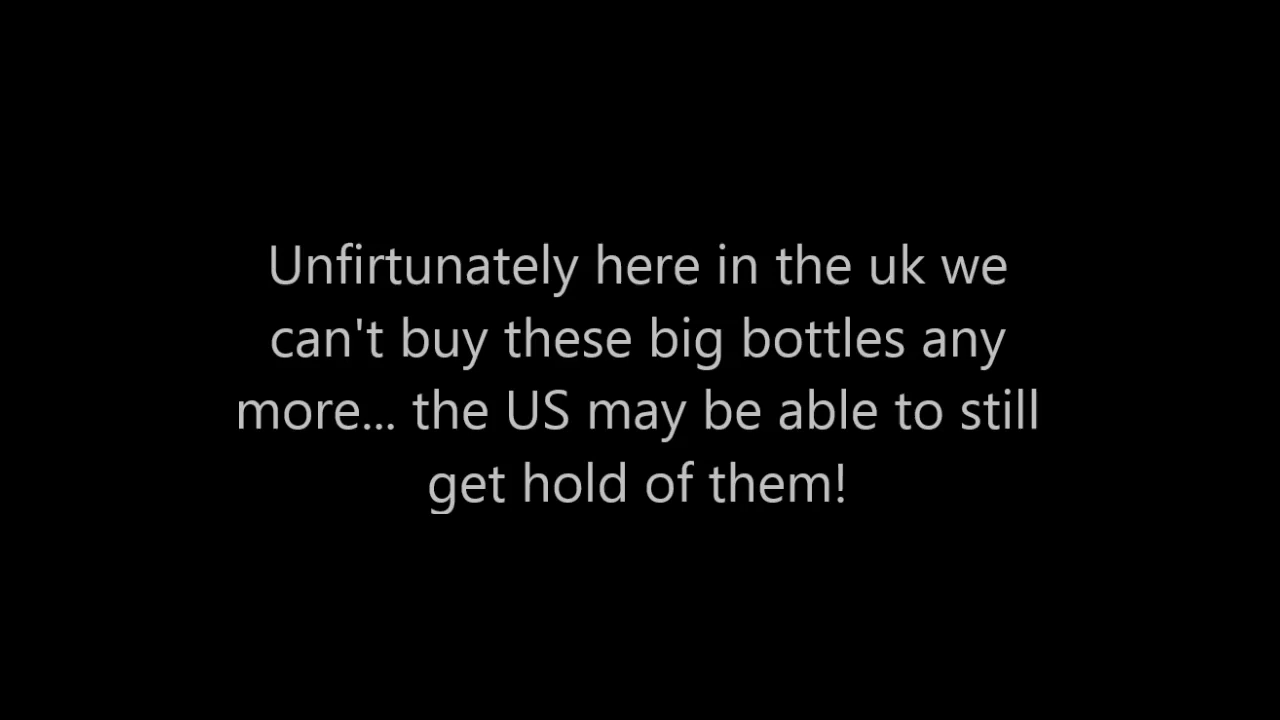 Unfirtunately here in the uk we
can't buy these big bottles any
more... the US may be able to still
get hold of them!